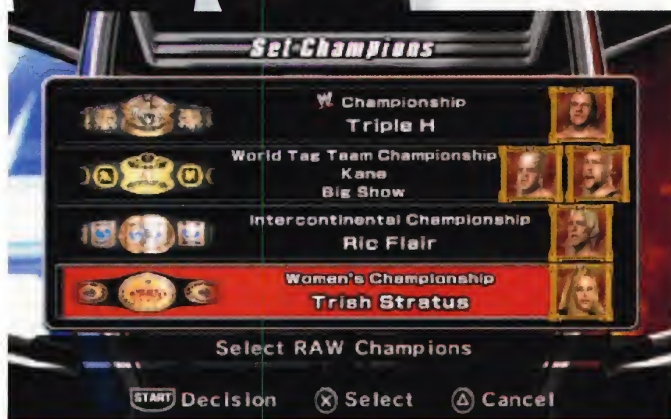 Set Champions
W Championship
Triple H
World Tag Team Championship
Kane
Big Show
Intercontinental Championship
Ric Flair
Women's Championship
Trish Stratus
Select RAW Champions
START Decision ⓧ Select △ Cancel